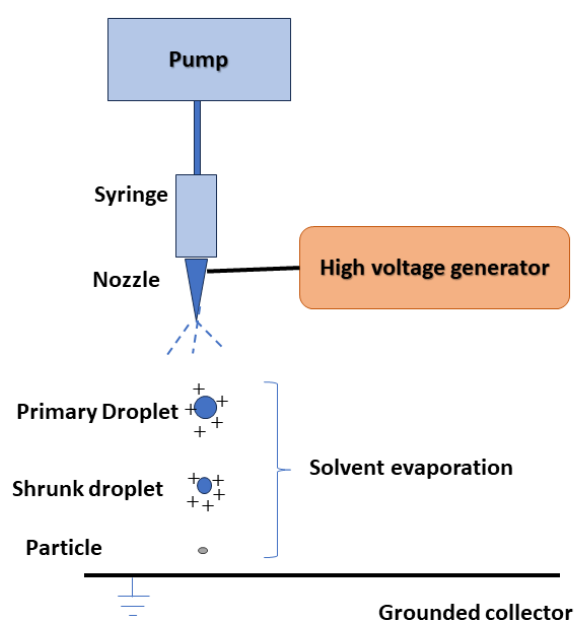 Pump
Syringe
High voltage generator
Nozzle
Primary Droplet
Solvent evaporation
Shrunk droplet
Particle
Grounded collector